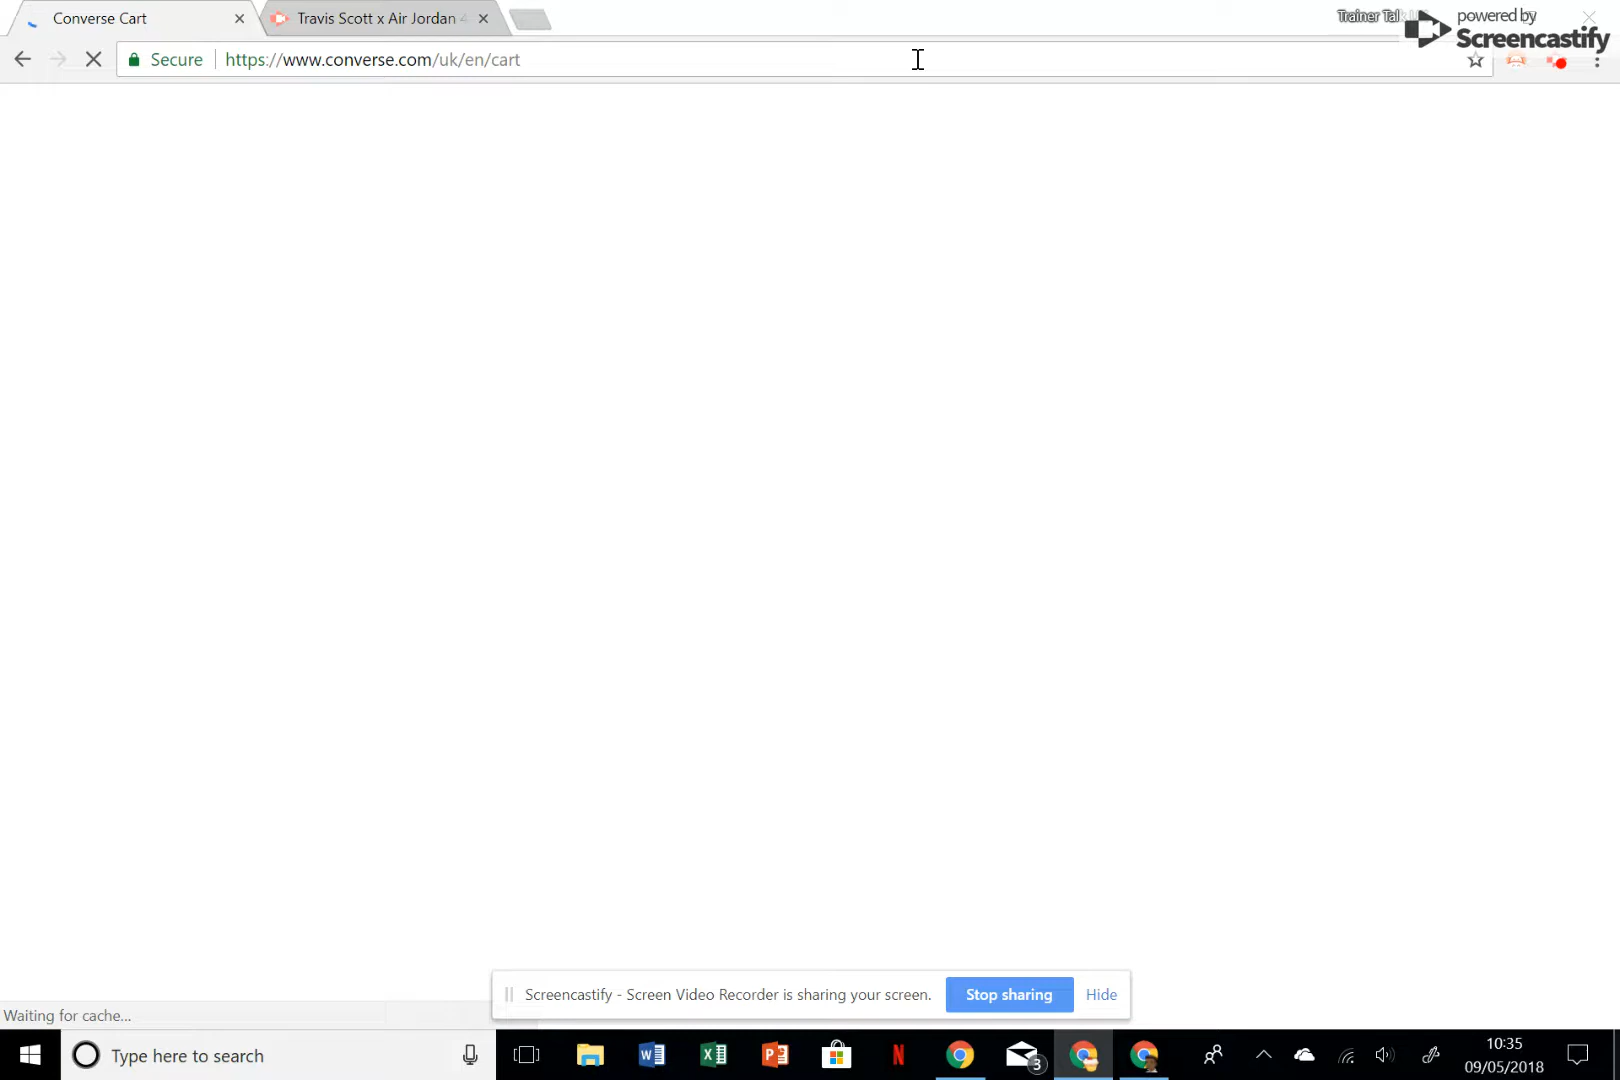 Converse Cart
Travis Scott x Air Jordan 4
Trainer Tal
powered by
Screencastify
Secure
https://www.converse.com/uk/en/cart
Screencastify - Screen Video Recorder is sharing your screen.
Stop sharing
Hide
Waiting for cache...
Type here to search
3
10:35
09/05/2018